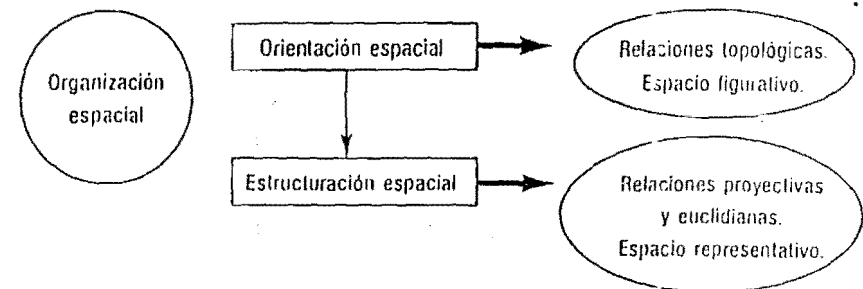 Organización
espacial
Orientación espacial
Relaciones topológicas.
Espacio figurativo.
Estructuración espacial
Relaciones proyectivas
y euclidianas.
Espacio representativo.